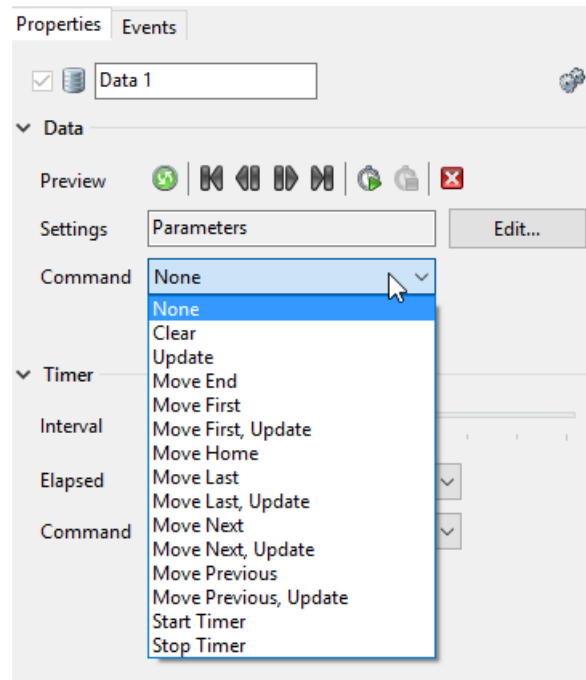 Properties Events
Data 1
Data
Preview
Settings Parameters Edit...
Command None
None
Clear
Update
Move End
Timer
Move First
Interval Move First, Update
Move Home
Elapsed Move Last
Move Last, Update
Command Move Next
Move Next, Update
Move Previous
Move Previous, Update
Start Timer
Stop Timer